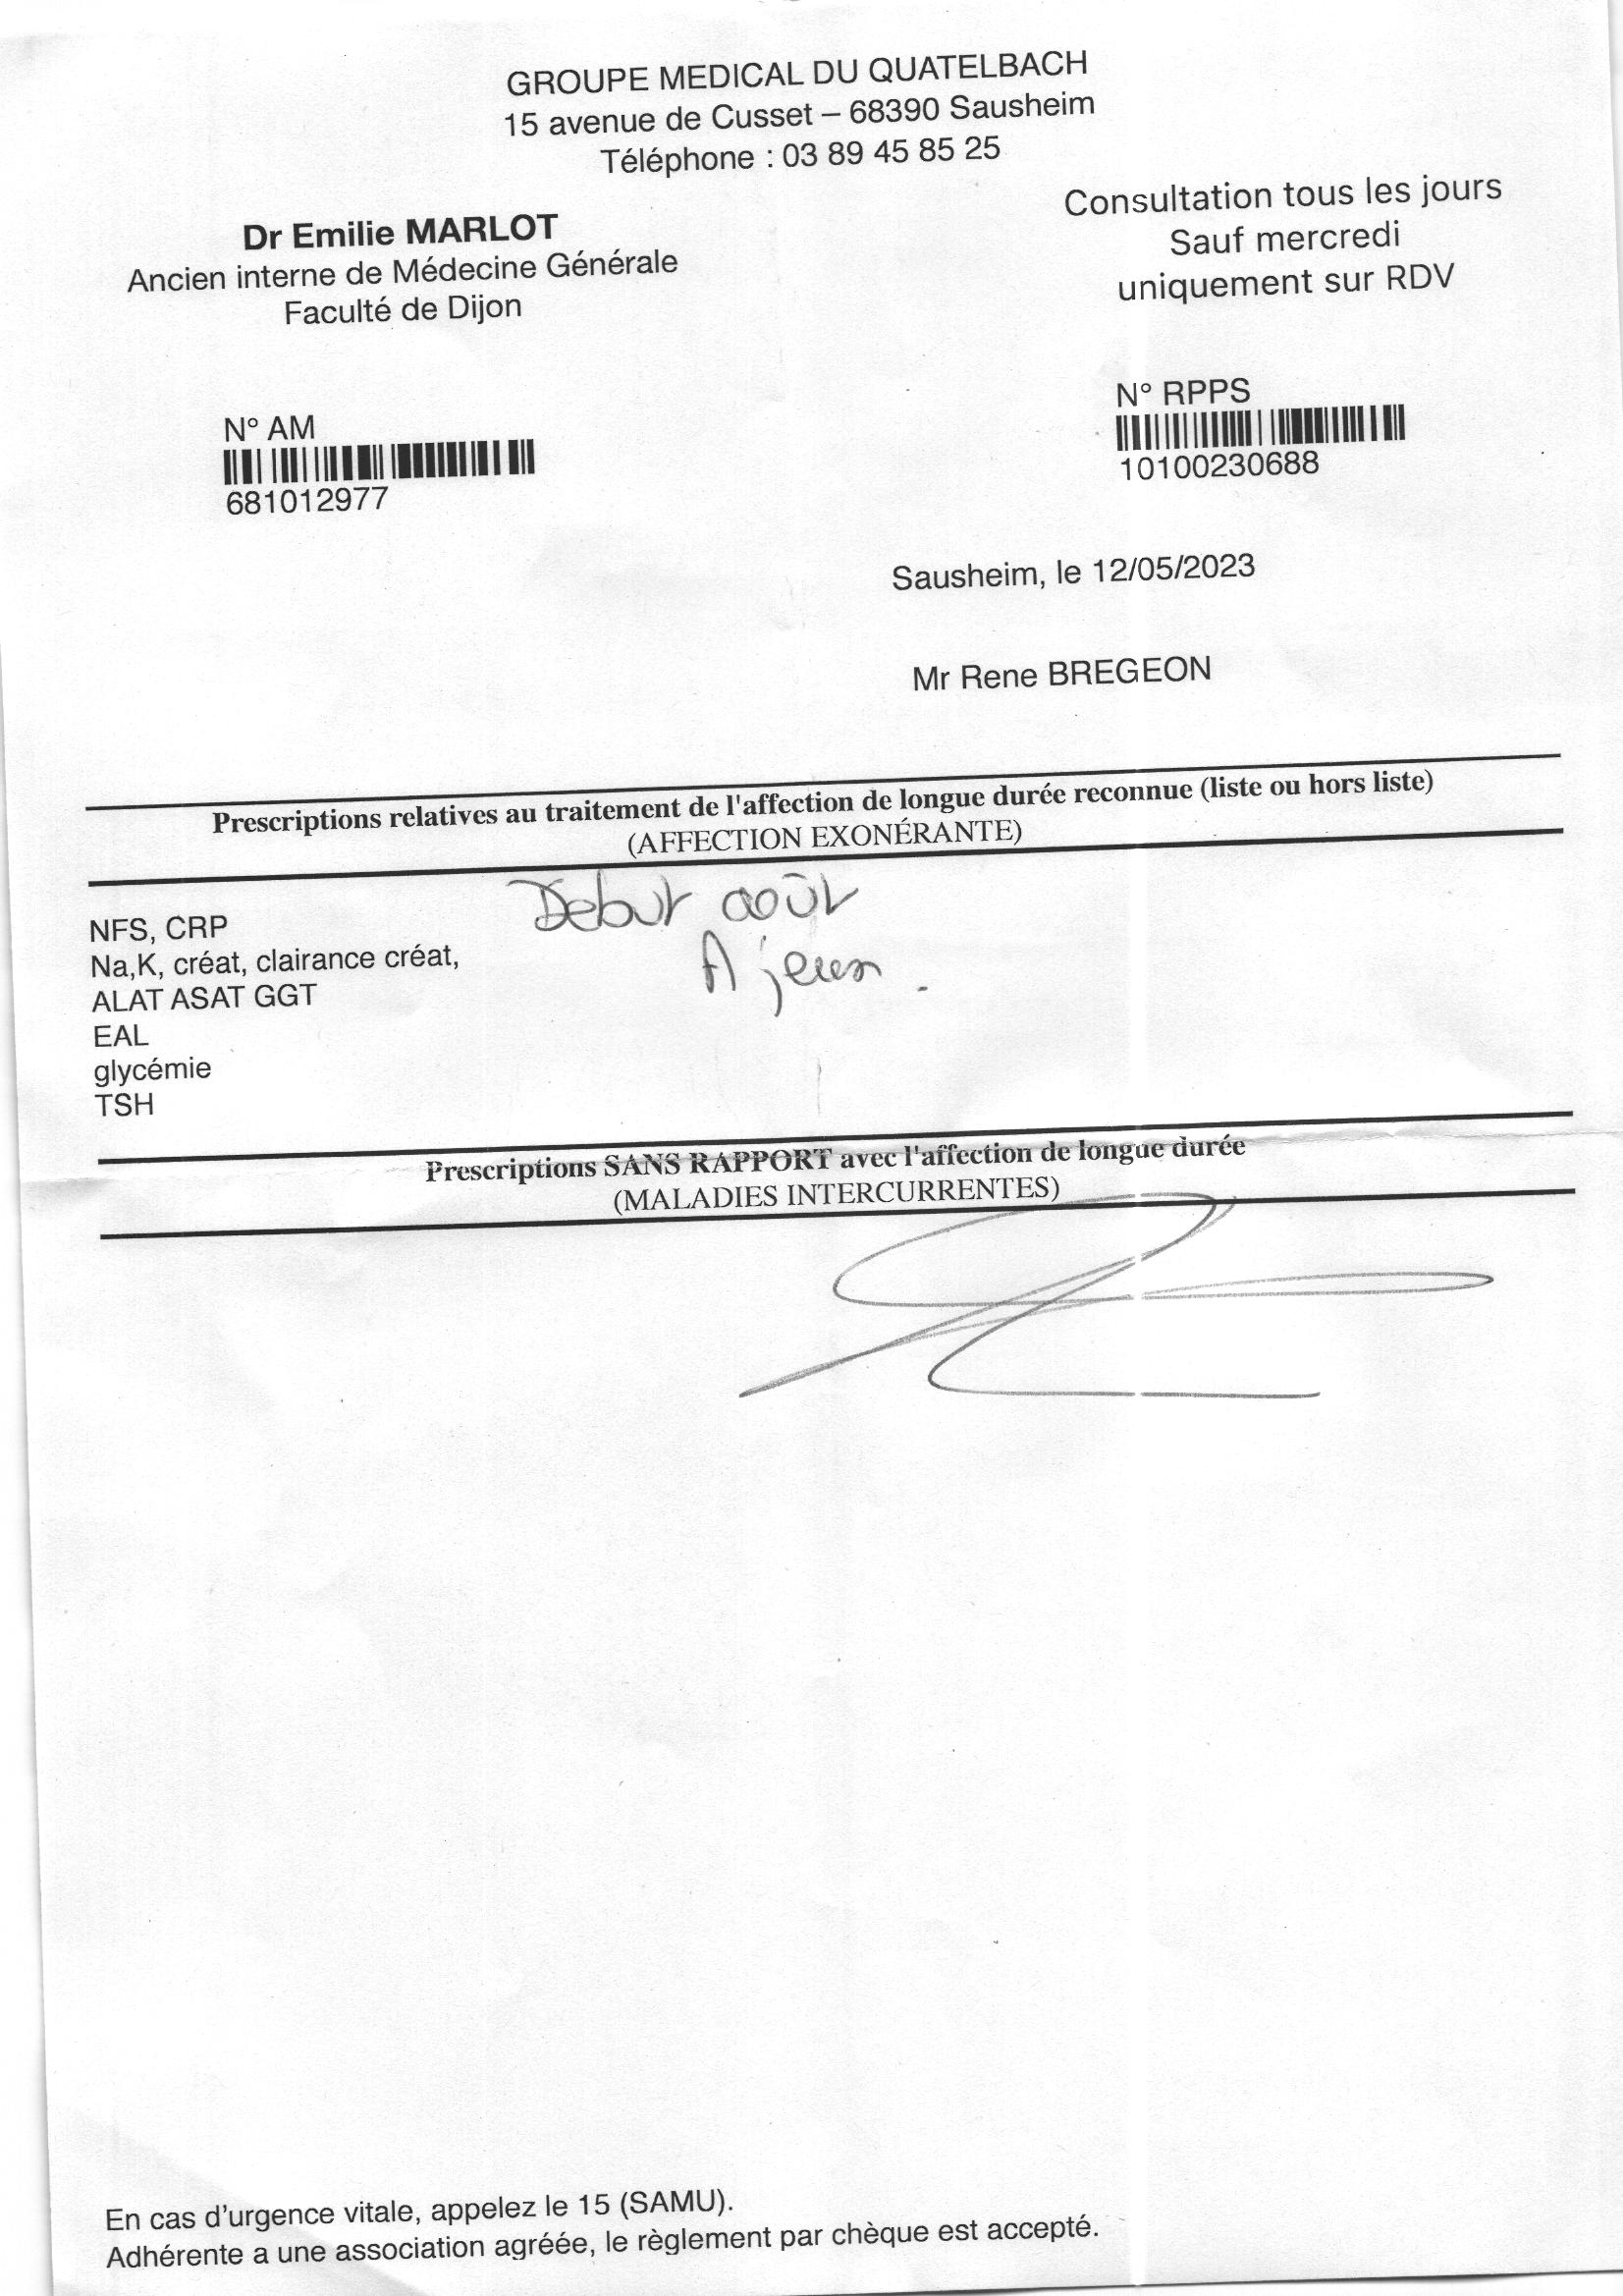 GROUPE MEDICAL DU QUATELBACH
15 avenue de Cusset – 68390 Sausheim
Téléphone : 03 89 45 85 25
Dr Emilie MARLOT
Ancien interne de Médecine Générale
Faculté de Dijon
Consultation tous les jours
Sauf mercredi
uniquement sur RDV
N° AM
681012977
N° RPPS
10100230688
Sausheim, le 12/05/2023
Mr Rene BREGEON
Prescriptions relatives au traitement de l'affection de longue durée reconnue (liste ou hors liste)
(AFFECTION EXONÉRANTE)
Debut août
A jeun.
NFS, CRP
Na,K, créat, clairance créat,
ALAT ASAT GGT
EAL
glycémie
TSH
Prescriptions SANS RAPPORT avec l'affection de longue durée
(MALADIES INTERCURRENTES)
En cas d'urgence vitale, appelez le 15 (SAMU).
Adhérente a une association agréée, le règlement par chèque est accepté.